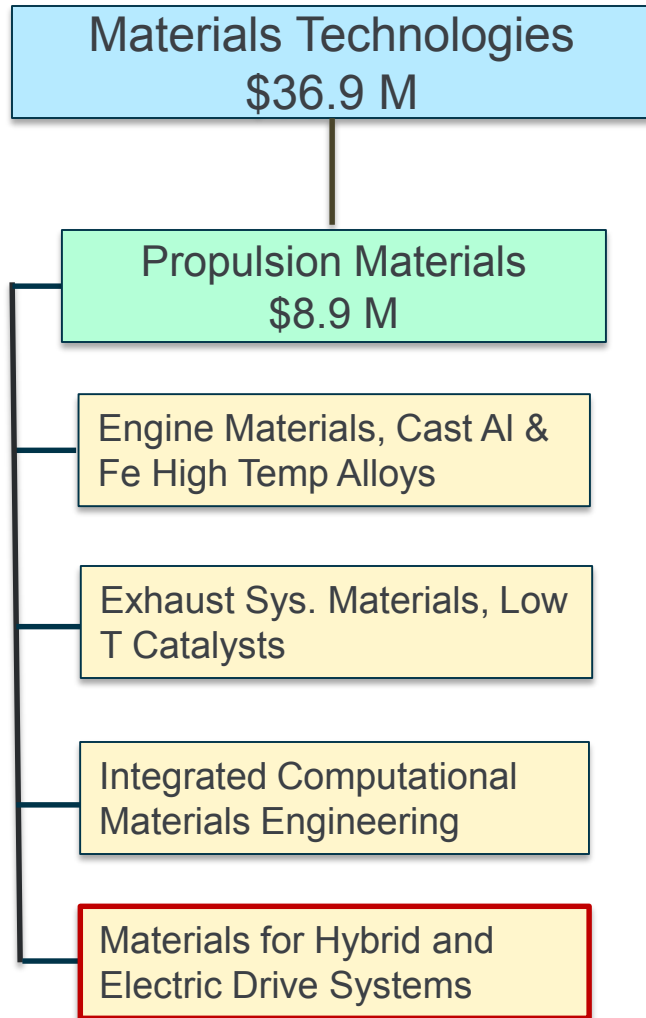 Materials Technologies
$36.9 M
Propulsion Materials
$8.9 M
Engine Materials, Cast Al &
Fe High Temp Alloys
Exhaust Sys. Materials, Low
T Catalysts
Integrated Computational
Materials Engineering
Materials for Hybrid and
Electric Drive Systems